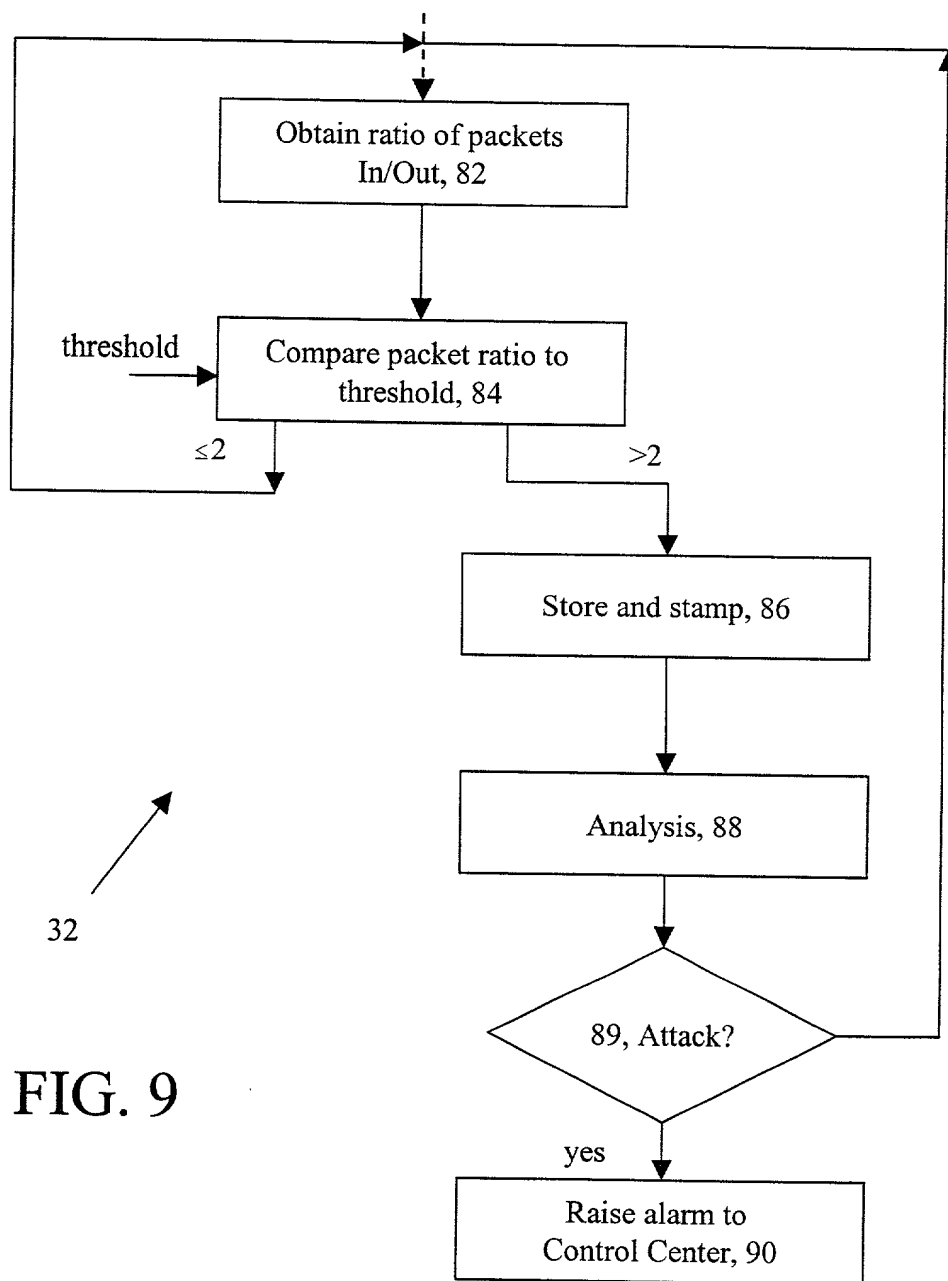 Obtain ratio of packets
In/Out, 82
threshold
Compare packet ratio to
threshold, 84
≤2
>2
Store and stamp, 86
Analysis, 88
32
89, Attack?
FIG. 9
yes
Raise alarm to
Control Center, 90